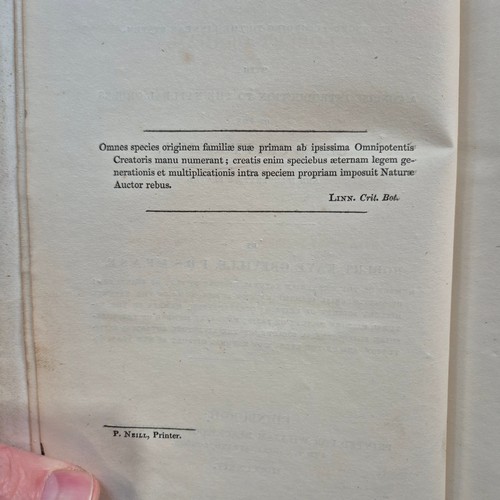 Omnes species originem familiæ suæ primam ab ipsissima Omnipotentis
Creatoris manu numerant; creatis enim speciebus æternam legem ge-
nerationis et multiplicationis intra speciem propriam imposuit Naturæ
Auctor rebus.
LINN. Crit. Bot.
P. NEILL, Printer.